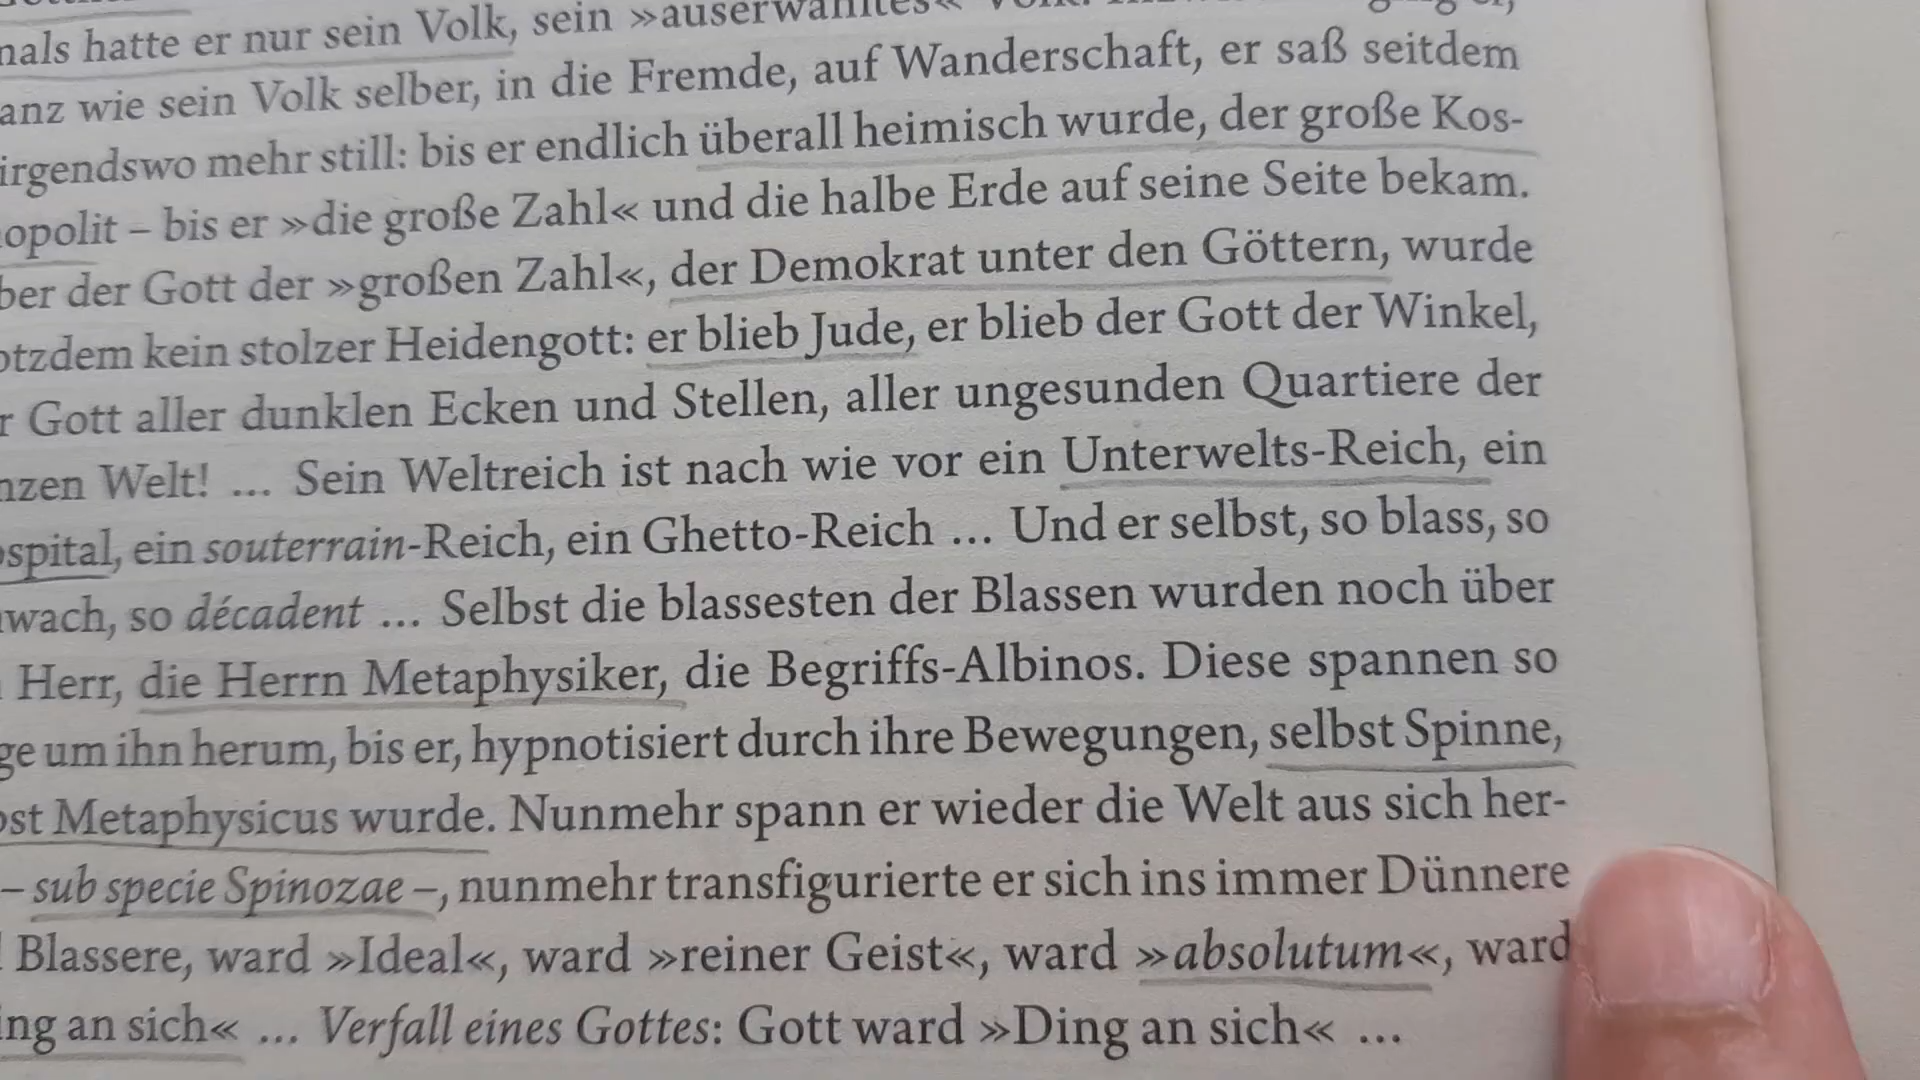 hatte er nur sein Volk, sein »auserwähltes«
wie sein Volk selber, in die Fremde, auf Wanderschaft, er saß seitdem
irgendswo mehr still: bis er endlich überall heimisch wurde, der große Kos-
opolit – bis er »die große Zahl« und die halbe Erde auf seine Seite bekam.
der Gott der »großen Zahl«, der Demokrat unter den Göttern, wurde
otzdem kein stolzer Heidengott: er blieb Jude, er blieb der Gott der Winkel,
r Gott aller dunklen Ecken und Stellen, aller ungesunden Quartiere der
nzen Welt! ... Sein Weltreich ist nach wie vor ein Unterwelts-Reich, ein
spital, ein souterrain-Reich, ein Ghetto-Reich ... Und er selbst, so blass, so
wach, so décadent ... Selbst die blassesten der Blassen wurden noch über
Herr, die Herrn Metaphysiker, die Begriffs-Albinos. Diese spannen so
ge um ihn herum, bis er, hypnotisiert durch ihre Bewegungen, selbst Spinne,
bst Metaphysicus wurde. Nunmehr spann er wieder die Welt aus sich her-
– sub specie Spinozae –, nunmehr transfigurierte er sich ins immer Dünnere
Blassere, ward »Ideal«, ward »reiner Geist«, ward »absolutum«, ward
ing an sich« ... Verfall eines Gottes: Gott ward »Ding an sich« ...